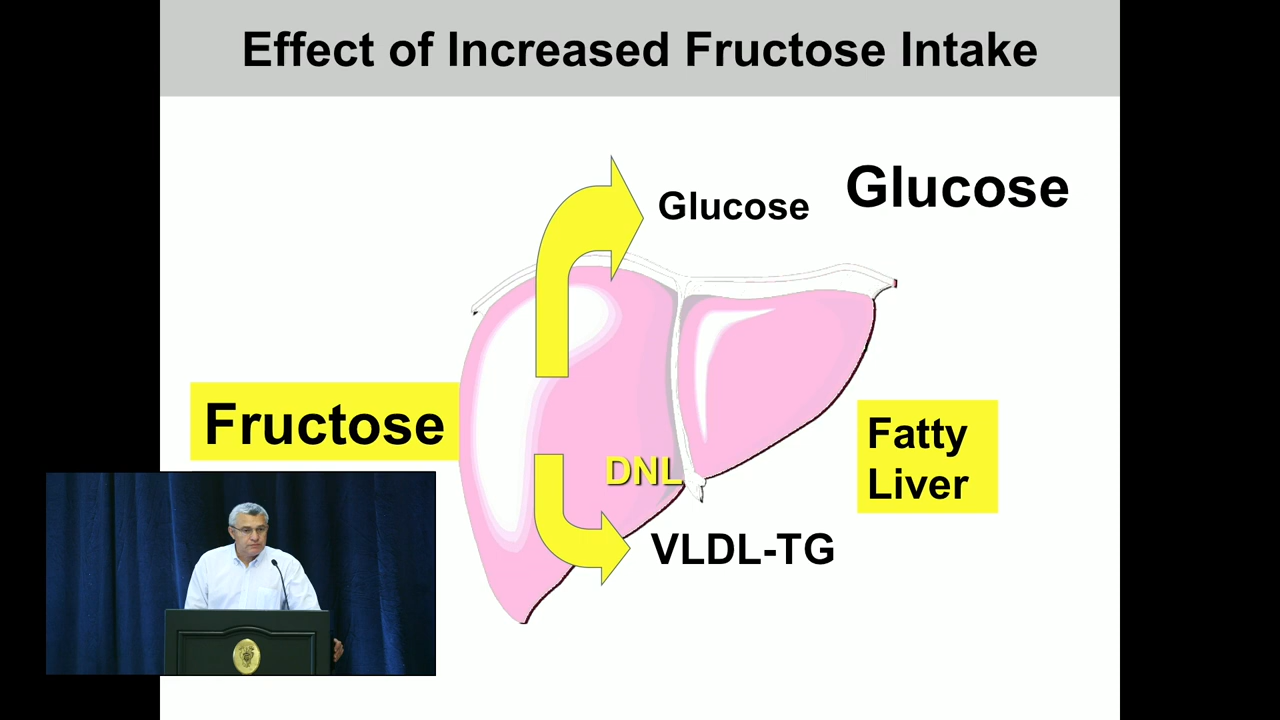 Effect of Increased Fructose Intake
Glucose
Glucose
Fructose
Fatty
Liver
DNL
VLDL-TG